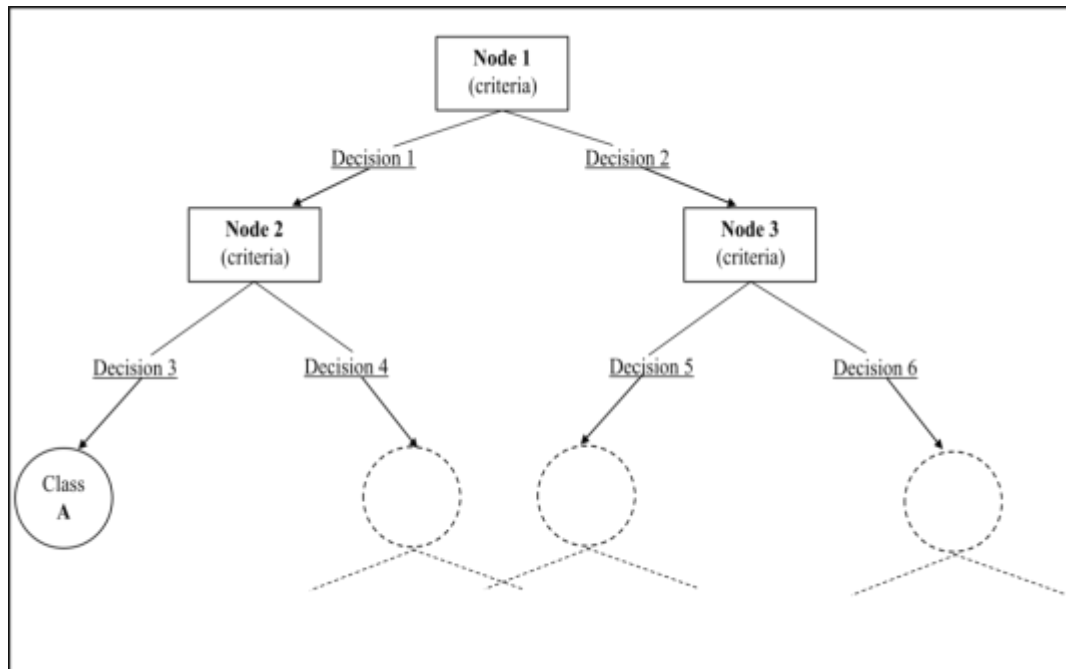 Node 1
(criteria)
Decision 1
Decision 2
Node 2
(criteria)
Node 3
(criteria)
Decision 3
Decision 4
Decision 5
Decision 6
Class
A